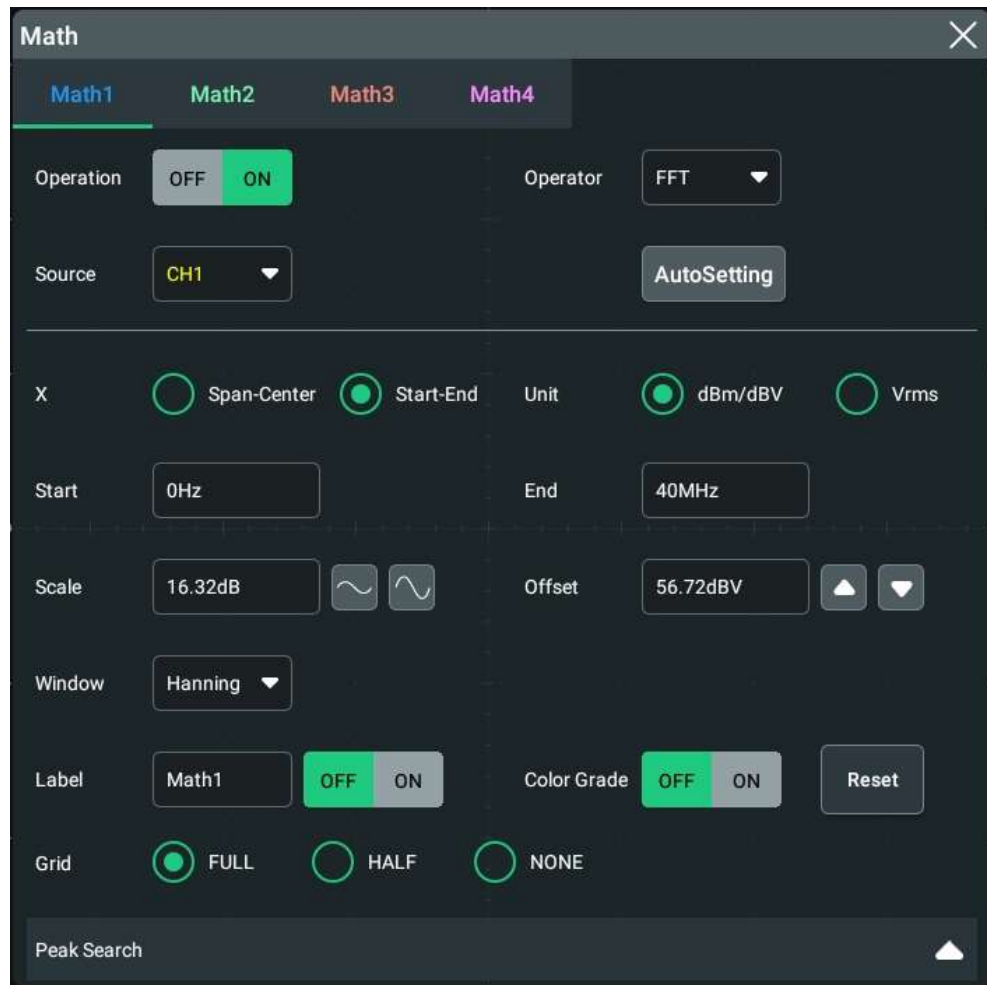 Math
Math1 Math2 Math3 Math4
Operation OFF ON Operator FFT
Source CH1 AutoSetting
X Span-Center Start-End Unit dBm/dBV Vrms
Start 0Hz End 40MHz
Scale 16.32dB Offset 56.72dBV
Window Hanning
Label Math1 OFF ON Color Grade OFF ON Reset
Grid FULL HALF NONE
Peak Search